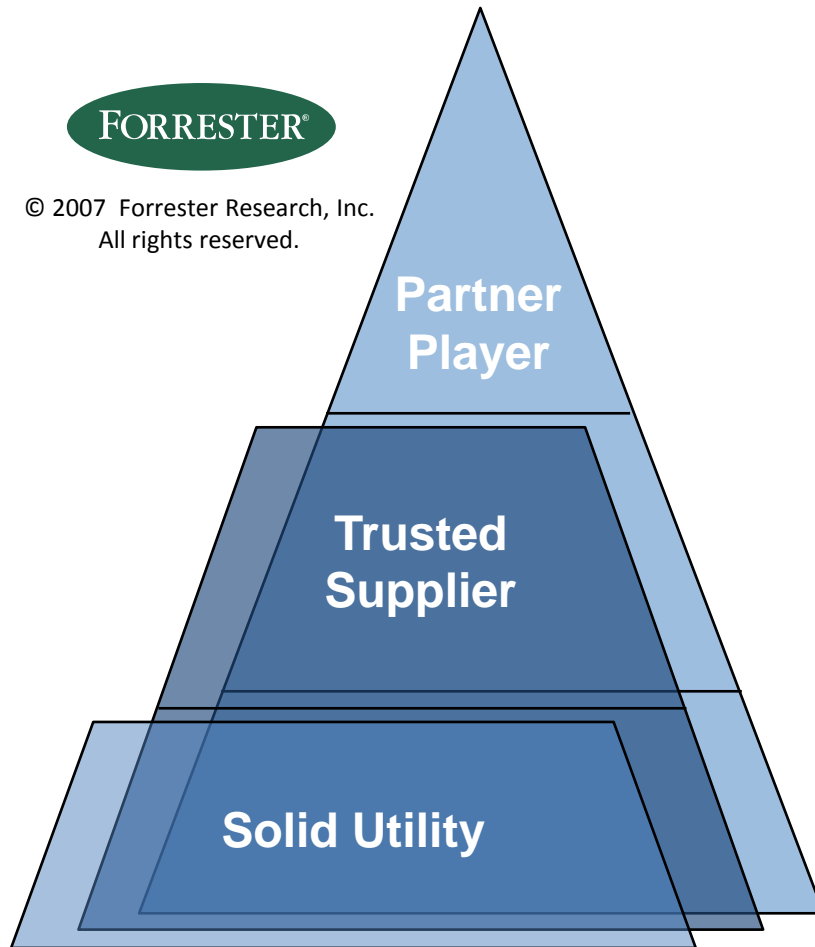 FORRESTER®
© 2007 Forrester Research, Inc.
All rights reserved.
Partner
Player
Trusted
Supplier
Solid Utility